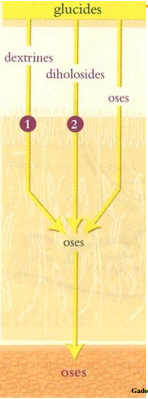 glucides
dextrines
diholosides
oses
1 2
oses
oses
Gado